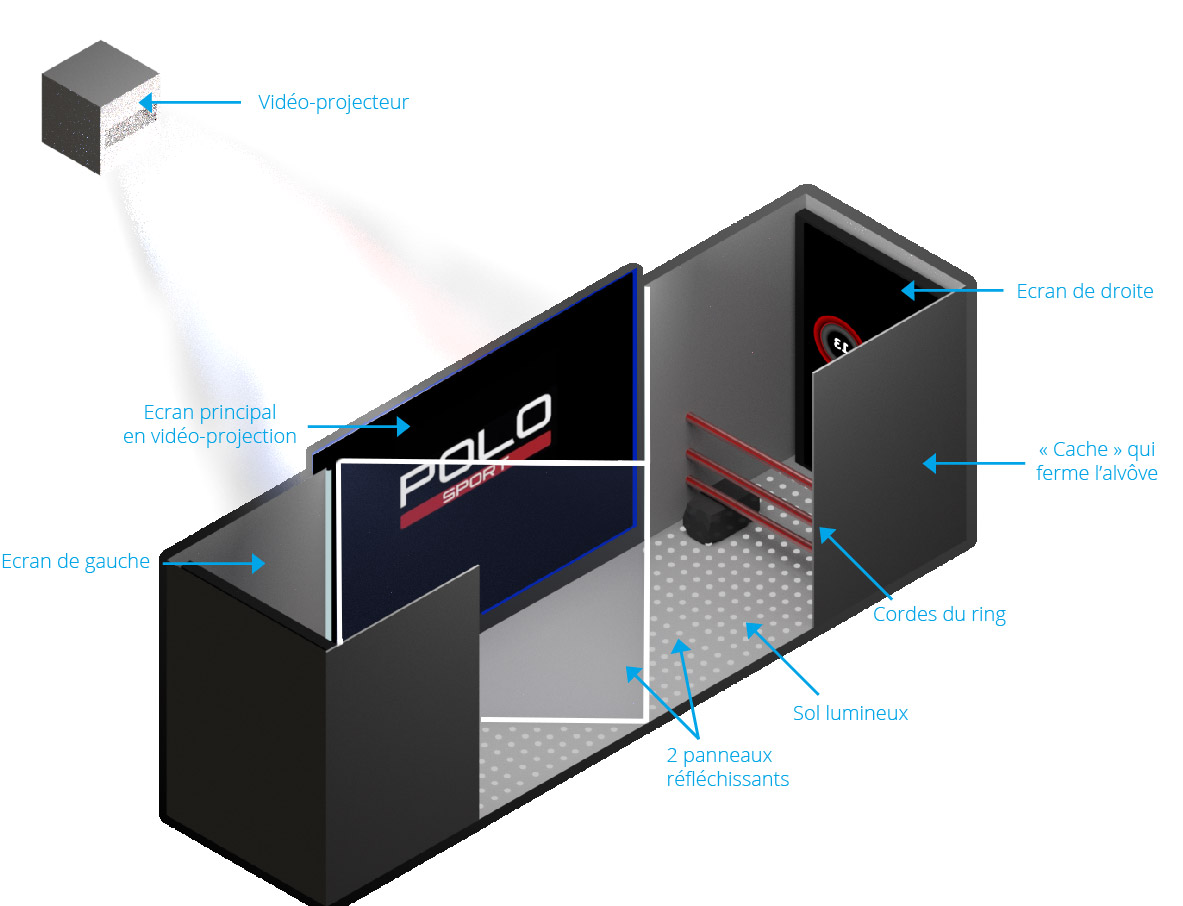 Vidéo-projecteur
Ecran de droite
Ecran principal
en vidéo-projection
POLO
SPORT
« Cache » qui
ferme l’alvôve
Ecran de gauche
Cordes du ring
Sol lumineux
2 panneaux
réfléchissants